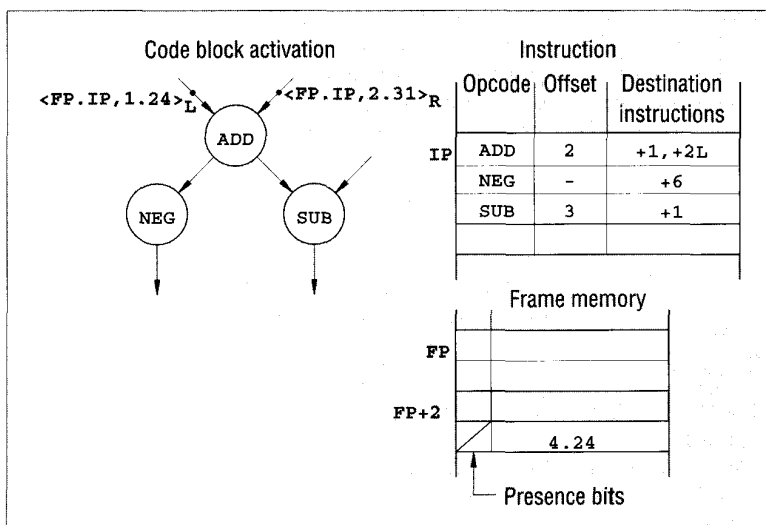 Code block activation
<FP.IP,1.24>L
<FP.IP,2.31>R
ADD
NEG
SUB
Instruction
Opcode Offset Destination
instructions
IP ADD 2 +1,+2L
NEG - +6
SUB 3 +1
Frame memory
FP
FP+2
4.24
Presence bits